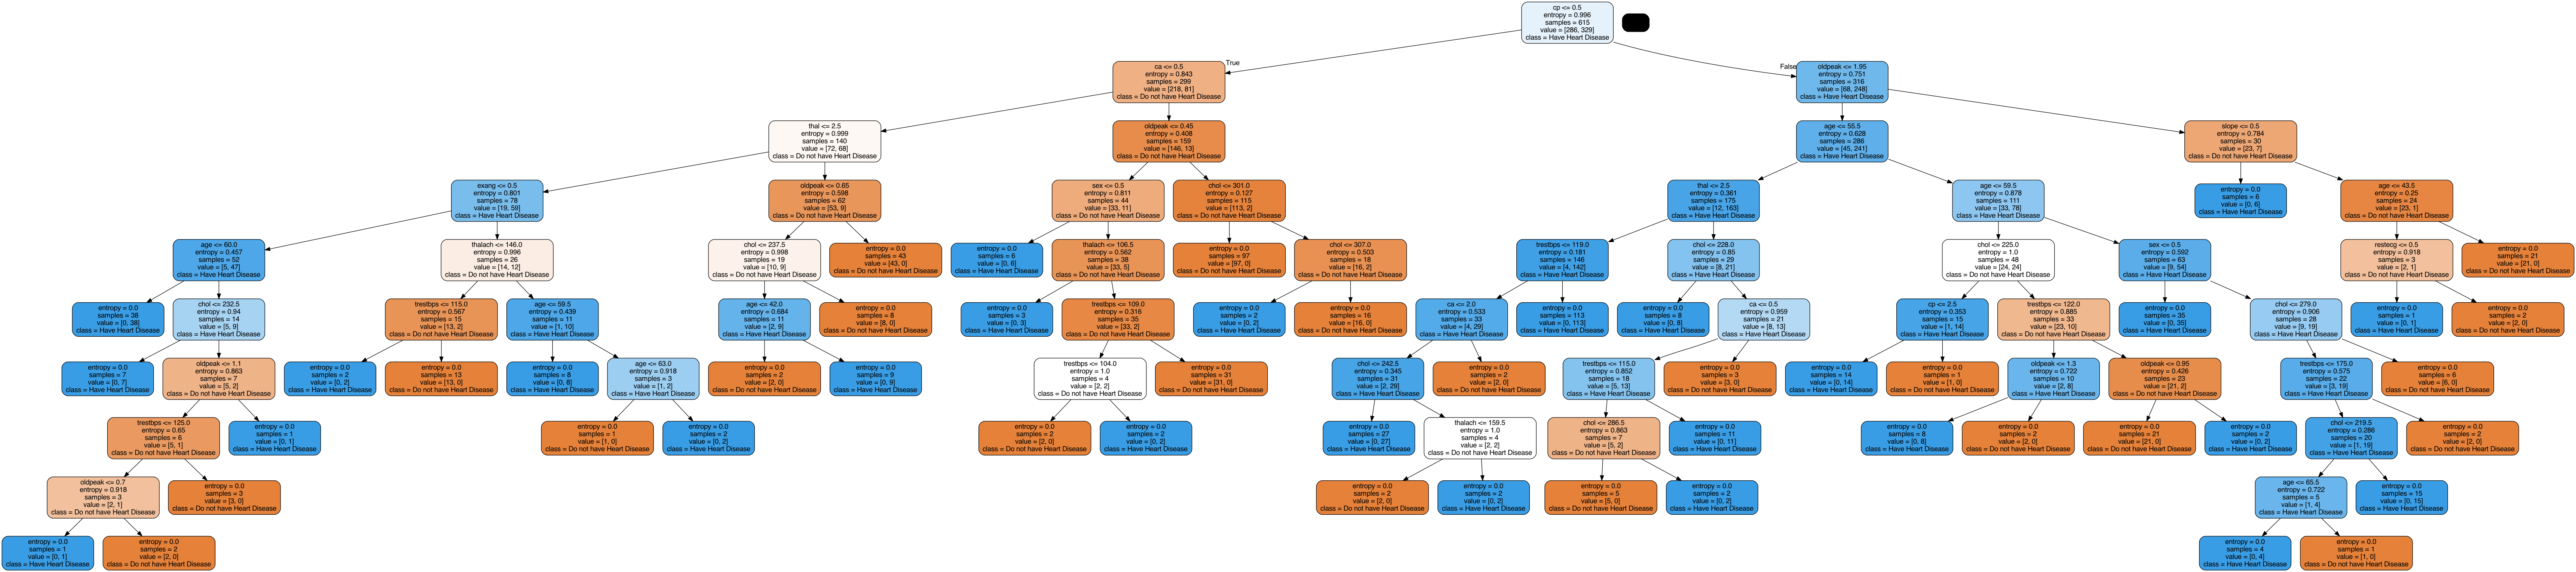 cp <= 0.5
entropy = 0.996
samples = 615
value = [286, 329]
class = Have Heart Disease
True
False
ca <= 0.5
entropy = 0.843
samples = 299
value = [218, 81]
class = Do not have Heart Disease
oldpeak <= 1.95
entropy = 0.751
samples = 316
value = [68, 248]
class = Have Heart Disease
thal <= 2.5
entropy = 0.999
samples = 140
value = [72, 68]
class = Do not have Heart Disease
oldpeak <= 0.45
entropy = 0.408
samples = 159
value = [146, 13]
class = Do not have Heart Disease
age <= 55.5
entropy = 0.628
samples = 286
value = [45, 241]
class = Have Heart Disease
slope <= 0.5
entropy = 0.784
samples = 30
value = [23, 7]
class = Do not have Heart Disease
exang <= 0.5
entropy = 0.801
samples = 78
value = [19, 59]
class = Have Heart Disease
oldpeak <= 0.65
entropy = 0.598
samples = 62
value = [53, 9]
class = Do not have Heart Disease
sex <= 0.5
entropy = 0.811
samples = 44
value = [33, 11]
class = Do not have Heart Disease
chol <= 301.0
entropy = 0.127
samples = 115
value = [113, 2]
class = Do not have Heart Disease
thal <= 2.5
entropy = 0.361
samples = 175
value = [12, 163]
class = Have Heart Disease
age <= 59.5
entropy = 0.878
samples = 111
value = [33, 78]
class = Have Heart Disease
entropy = 0.0
samples = 6
value = [0, 6]
class = Have Heart Disease
age <= 43.5
entropy = 0.25
samples = 24
value = [23, 1]
class = Do not have Heart Disease
age <= 60.0
entropy = 0.457
samples = 52
value = [5, 47]
class = Have Heart Disease
thalach <= 146.0
entropy = 0.996
samples = 26
value = [14, 12]
class = Do not have Heart Disease
chol <= 237.5
entropy = 0.998
samples = 19
value = [10, 9]
class = Do not have Heart Disease
entropy = 0.0
samples = 43
value = [43, 0]
class = Do not have Heart Disease
entropy = 0.0
samples = 6
value = [0, 6]
class = Have Heart Disease
thalach <= 106.5
entropy = 0.562
samples = 38
value = [33, 5]
class = Do not have Heart Disease
entropy = 0.0
samples = 97
value = [97, 0]
class = Do not have Heart Disease
chol <= 307.0
entropy = 0.503
samples = 18
value = [16, 2]
class = Do not have Heart Disease
trestbps <= 119.0
entropy = 0.181
samples = 146
value = [4, 142]
class = Have Heart Disease
chol <= 228.0
entropy = 0.85
samples = 29
value = [8, 21]
class = Have Heart Disease
chol <= 225.0
entropy = 1.0
samples = 48
value = [24, 24]
class = Do not have Heart Disease
sex <= 0.5
entropy = 0.592
samples = 63
value = [9, 54]
class = Have Heart Disease
restecg <= 0.5
entropy = 0.918
samples = 3
value = [2, 1]
class = Do not have Heart Disease
entropy = 0.0
samples = 21
value = [21, 0]
class = Do not have Heart Disease
entropy = 0.0
samples = 38
value = [0, 38]
class = Have Heart Disease
chol <= 232.5
entropy = 0.94
samples = 14
value = [5, 9]
class = Have Heart Disease
trestbps <= 115.0
entropy = 0.567
samples = 15
value = [13, 2]
class = Do not have Heart Disease
age <= 59.5
entropy = 0.439
samples = 11
value = [1, 10]
class = Have Heart Disease
age <= 42.0
entropy = 0.684
samples = 11
value = [2, 9]
class = Have Heart Disease
entropy = 0.0
samples = 8
value = [8, 0]
class = Do not have Heart Disease
entropy = 0.0
samples = 3
value = [0, 3]
class = Have Heart Disease
trestbps <= 109.0
entropy = 0.316
samples = 35
value = [33, 2]
class = Do not have Heart Disease
entropy = 0.0
samples = 2
value = [0, 2]
class = Have Heart Disease
entropy = 0.0
samples = 16
value = [16, 0]
class = Do not have Heart Disease
ca <= 2.0
entropy = 0.533
samples = 33
value = [4, 29]
class = Have Heart Disease
entropy = 0.0
samples = 113
value = [0, 113]
class = Have Heart Disease
entropy = 0.0
samples = 8
value = [0, 8]
class = Have Heart Disease
ca <= 0.5
entropy = 0.959
samples = 21
value = [8, 13]
class = Have Heart Disease
cp <= 2.5
entropy = 0.353
samples = 15
value = [1, 14]
class = Have Heart Disease
trestbps <= 122.0
entropy = 0.885
samples = 33
value = [23, 10]
class = Do not have Heart Disease
entropy = 0.0
samples = 35
value = [0, 35]
class = Have Heart Disease
chol <= 279.0
entropy = 0.906
samples = 28
value = [9, 19]
class = Have Heart Disease
entropy = 0.0
samples = 1
value = [0, 1]
class = Have Heart Disease
entropy = 0.0
samples = 2
value = [2, 0]
class = Do not have Heart Disease
entropy = 0.0
samples = 7
value = [0, 7]
class = Have Heart Disease
oldpeak <= 1.1
entropy = 0.863
samples = 7
value = [5, 2]
class = Do not have Heart Disease
entropy = 0.0
samples = 2
value = [0, 2]
class = Have Heart Disease
entropy = 0.0
samples = 13
value = [13, 0]
class = Do not have Heart Disease
entropy = 0.0
samples = 8
value = [0, 8]
class = Have Heart Disease
age <= 63.0
entropy = 0.918
samples = 3
value = [1, 2]
class = Have Heart Disease
entropy = 0.0
samples = 2
value = [2, 0]
class = Do not have Heart Disease
entropy = 0.0
samples = 9
value = [0, 9]
class = Have Heart Disease
trestbps <= 104.0
entropy = 1.0
samples = 4
value = [2, 2]
class = Do not have Heart Disease
entropy = 0.0
samples = 31
value = [31, 0]
class = Do not have Heart Disease
chol <= 242.5
entropy = 0.345
samples = 31
value = [2, 29]
class = Have Heart Disease
entropy = 0.0
samples = 2
value = [2, 0]
class = Do not have Heart Disease
trestbps <= 115.0
entropy = 0.852
samples = 18
value = [5, 13]
class = Have Heart Disease
entropy = 0.0
samples = 3
value = [3, 0]
class = Do not have Heart Disease
entropy = 0.0
samples = 14
value = [0, 14]
class = Have Heart Disease
entropy = 0.0
samples = 1
value = [1, 0]
class = Do not have Heart Disease
oldpeak <= 1.3
entropy = 0.722
samples = 10
value = [2, 8]
class = Have Heart Disease
oldpeak <= 0.95
entropy = 0.426
samples = 23
value = [21, 2]
class = Do not have Heart Disease
trestbps <= 175.0
entropy = 0.575
samples = 22
value = [3, 19]
class = Have Heart Disease
entropy = 0.0
samples = 6
value = [6, 0]
class = Do not have Heart Disease
trestbps <= 125.0
entropy = 0.65
samples = 6
value = [5, 1]
class = Do not have Heart Disease
entropy = 0.0
samples = 1
value = [0, 1]
class = Have Heart Disease
entropy = 0.0
samples = 1
value = [1, 0]
class = Do not have Heart Disease
entropy = 0.0
samples = 2
value = [0, 2]
class = Have Heart Disease
entropy = 0.0
samples = 2
value = [2, 0]
class = Do not have Heart Disease
entropy = 0.0
samples = 2
value = [0, 2]
class = Have Heart Disease
entropy = 0.0
samples = 27
value = [0, 27]
class = Have Heart Disease
thalach <= 159.5
entropy = 1.0
samples = 4
value = [2, 2]
class = Do not have Heart Disease
chol <= 286.5
entropy = 0.863
samples = 7
value = [5, 2]
class = Do not have Heart Disease
entropy = 0.0
samples = 11
value = [0, 11]
class = Have Heart Disease
entropy = 0.0
samples = 8
value = [0, 8]
class = Have Heart Disease
entropy = 0.0
samples = 2
value = [2, 0]
class = Do not have Heart Disease
entropy = 0.0
samples = 21
value = [21, 0]
class = Do not have Heart Disease
entropy = 0.0
samples = 2
value = [0, 2]
class = Have Heart Disease
chol <= 219.5
entropy = 0.286
samples = 20
value = [1, 19]
class = Have Heart Disease
entropy = 0.0
samples = 2
value = [2, 0]
class = Do not have Heart Disease
oldpeak <= 0.7
entropy = 0.918
samples = 3
value = [2, 1]
class = Do not have Heart Disease
entropy = 0.0
samples = 3
value = [3, 0]
class = Do not have Heart Disease
entropy = 0.0
samples = 2
value = [2, 0]
class = Do not have Heart Disease
entropy = 0.0
samples = 2
value = [0, 2]
class = Have Heart Disease
entropy = 0.0
samples = 5
value = [5, 0]
class = Do not have Heart Disease
entropy = 0.0
samples = 2
value = [0, 2]
class = Have Heart Disease
age <= 65.5
entropy = 0.722
samples = 5
value = [1, 4]
class = Have Heart Disease
entropy = 0.0
samples = 15
value = [0, 15]
class = Have Heart Disease
entropy = 0.0
samples = 1
value = [0, 1]
class = Have Heart Disease
entropy = 0.0
samples = 2
value = [2, 0]
class = Do not have Heart Disease
entropy = 0.0
samples = 4
value = [0, 4]
class = Have Heart Disease
entropy = 0.0
samples = 1
value = [1, 0]
class = Do not have Heart Disease